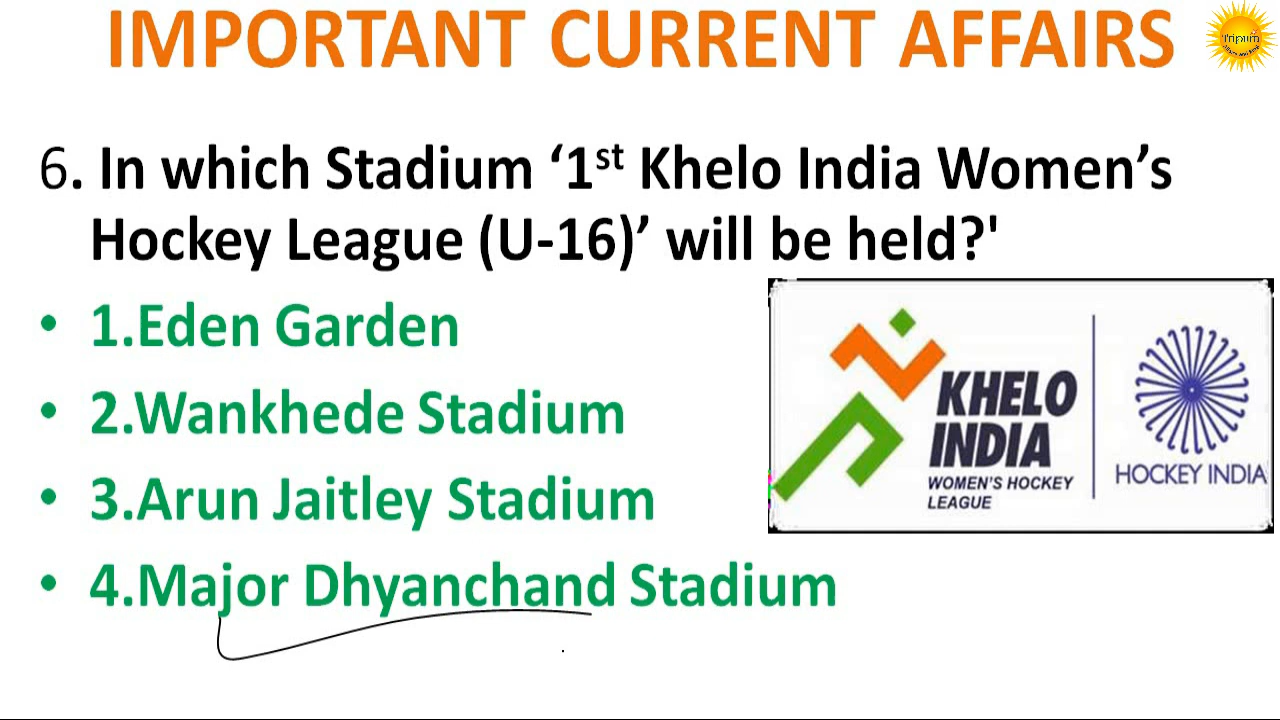 IMPORTANT CURRENT AFFAIRS
Tripura
6. In which Stadium ‘1st Khelo India Women’s
Hockey League (U-16)’ will be held?'
• 1.Eden Garden
• 2.Wankhede Stadium
• 3.Arun Jaitley Stadium
• 4.Major Dhyanchand Stadium
KHELO
INDIA
WOMEN'S HOCKEY
LEAGUE
HOCKEY INDIA